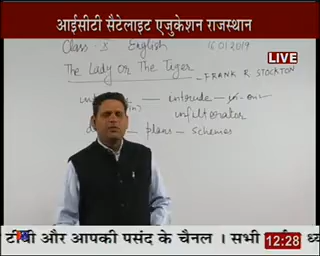 आईसीटी सैटेलाइट एजुकेशन राजस्थान
Class - X English 16.01.2019
LIVE
The Lady or The Tiger
- FRANK R STOCKTON
intrude
plans - schemes
टीवी और आपकी पसंद के चैनल । सभी
12:28